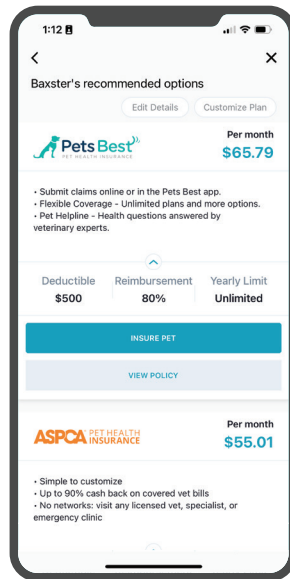 1:12
Baxster's recommended options
Edit Details
Customize Plan
Pets Best
PET HEALTH INSURANCE
Per month
$65.79
• Submit claims online or in the Pets Best app.
• Flexible Coverage - Unlimited plans and more options.
• Pet Helpline - Health questions answered by
veterinary experts.
Deductible
$500
Reimbursement
80%
Yearly Limit
Unlimited
INSURE PET
VIEW POLICY
ASPCA PET HEALTH
INSURANCE
Per month
$55.01
• Simple to customize
• Up to 90% cash back on covered vet bills
• No networks: visit any licensed vet, specialist, or
emergency clinic